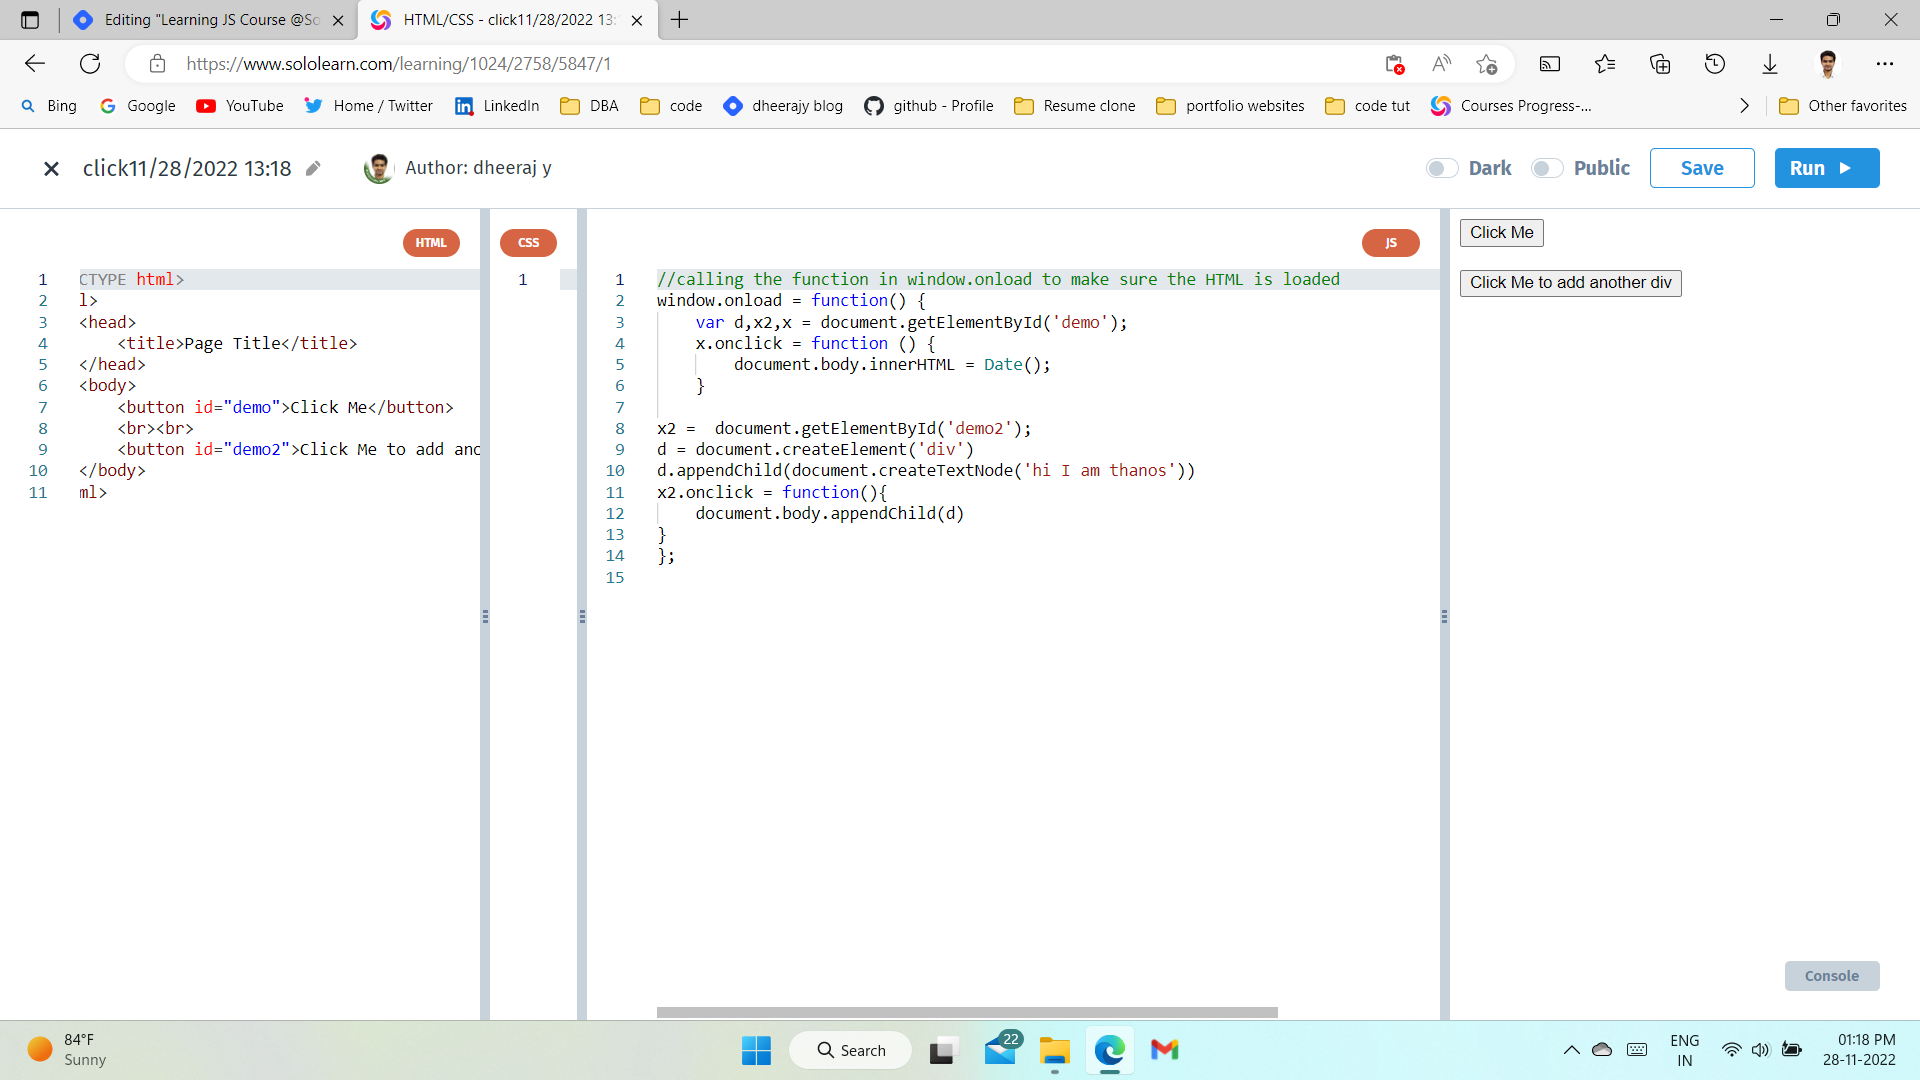 Editing "Learning JS Course @So
HTML/CSS - click11/28/2022 13:
https://www.sololearn.com/learning/1024/2758/5847/1
Bing Google YouTube Home / Twitter LinkedIn DBA code dheerajy blog github - Profile Resume clone portfolio websites code tut Courses Progress-... Other favorites
click11/28/2022 13:18 Author: dheeraj y Dark Public Save Run
HTML
1 CTYPE html>
2 l>
3 <head>
4 <title>Page Title</title>
5 </head>
6 <body>
7 <button id="demo">Click Me</button>
8 <br><br>
9 <button id="demo2">Click Me to add ano
10 </body>
11 ml>
CSS
1
JS
1 //calling the function in window.onload to make sure the HTML is loaded
2 window.onload = function() {
3 var d,x2,x = document.getElementById('demo');
4 x.onclick = function () {
5 document.body.innerHTML = Date();
6 }
7
8 x2 =  document.getElementById('demo2');
9 d = document.createElement('div')
10 d.appendChild(document.createTextNode('hi I am thanos'))
11 x2.onclick = function(){
12 document.body.appendChild(d)
13 }
14 };
15
Click Me
Click Me to add another div
Console
84°F
Sunny
Search
22
ENG
IN
01:18 PM
28-11-2022